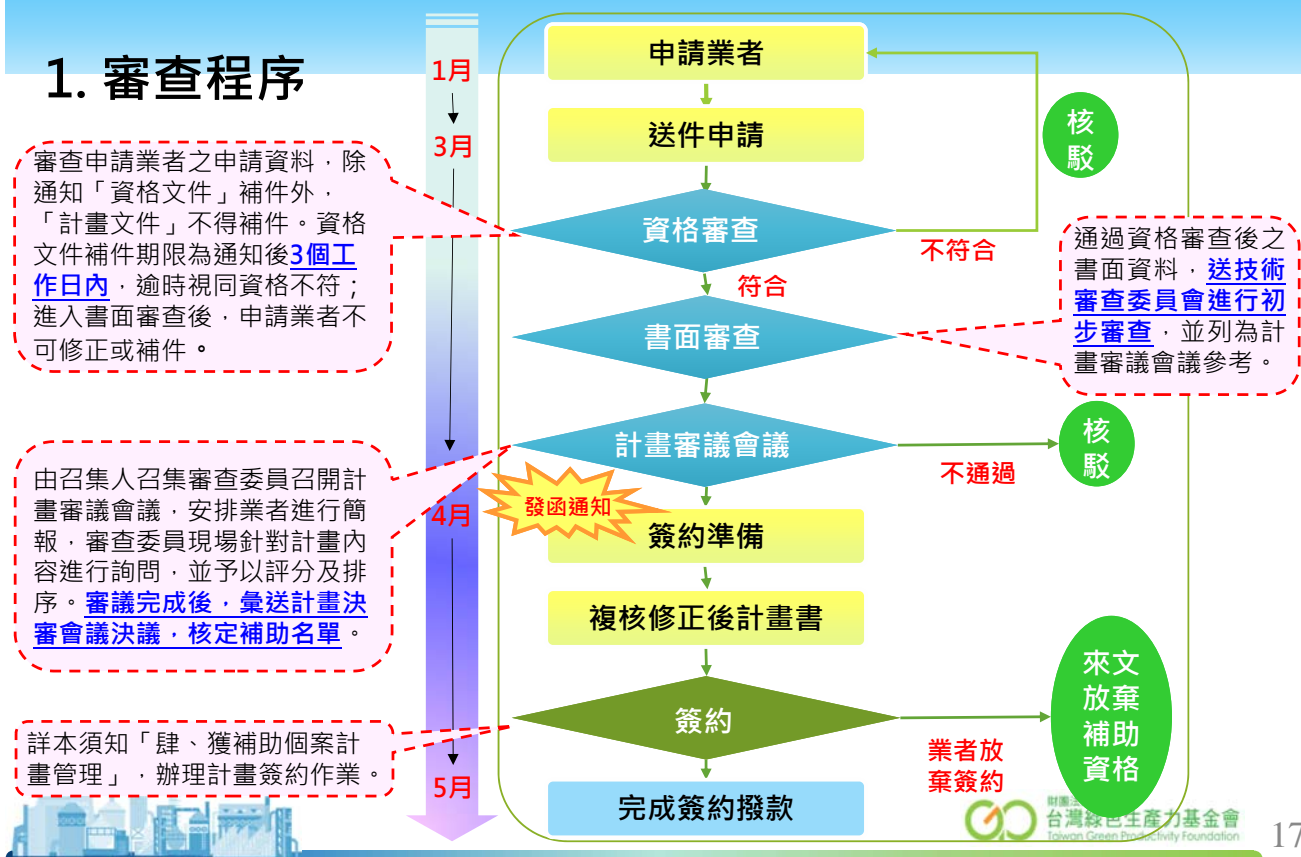 1. 審查程序
1月
3月
4月
5月
審查申請業者之申請資料，除
通知「資格文件」補件外，
「計畫文件」不得補件。資格
文件補件期限為通知後3個工
作日內，逾時視同資格不符；
進入書面審查後，申請業者不
可修正或補件。
由召集人召集審查委員召開計
畫審議會議，安排業者進行簡
報，審查委員現場針對計畫內
容進行詢問，並予以評分及排
序。審議完成後，彙送計畫決
審會議決議，核定補助名單。
詳本須知「肆、獲補助個案計
畫管理」，辦理計畫簽約作業。
申請業者
送件申請
資格審查
不符合
核
駁
符合
書面審查
通過資格審查後之
書面資料，送技術
審查委員會進行初
步審查，並列為計
畫審議會議參考。
計畫審議會議
不通過
核
駁
發函通知
簽約準備
複核修正後計畫書
簽約
業者放
棄簽約
來文
放棄
補助
資格
完成簽約撥款
台灣綠色生產力基金會
Taiwan Green Productivity Foundation
17